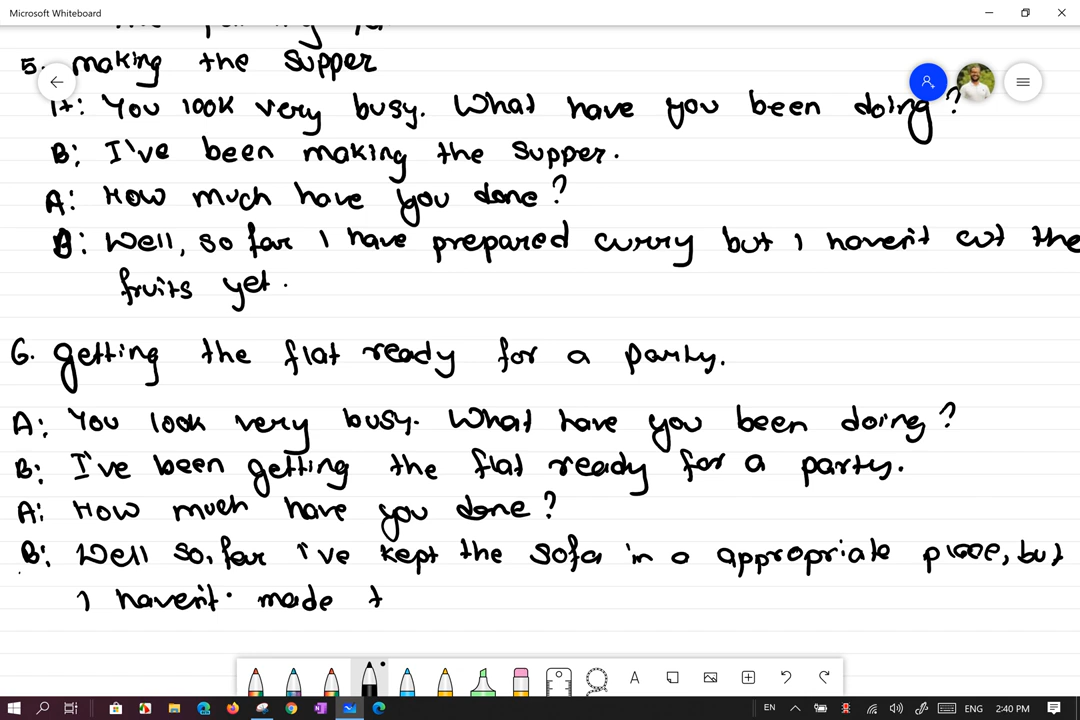 Microsoft Whiteboard
5. making the supper
A: You look very busy. What have you been doing?
B: I've been making the supper.
A: How much have you done?
B: Well, so far I have prepared curry but I haven't cut the
fruits yet.
6. getting the flat ready for a party.
A: You look very busy. What have you been doing?
B: I've been getting the flat ready for a party.
A: How much have you done?
B: Well so, far I've kept the sofa in a appropriate place, but
I haven't. made t
EN
ENG 2:40 PM